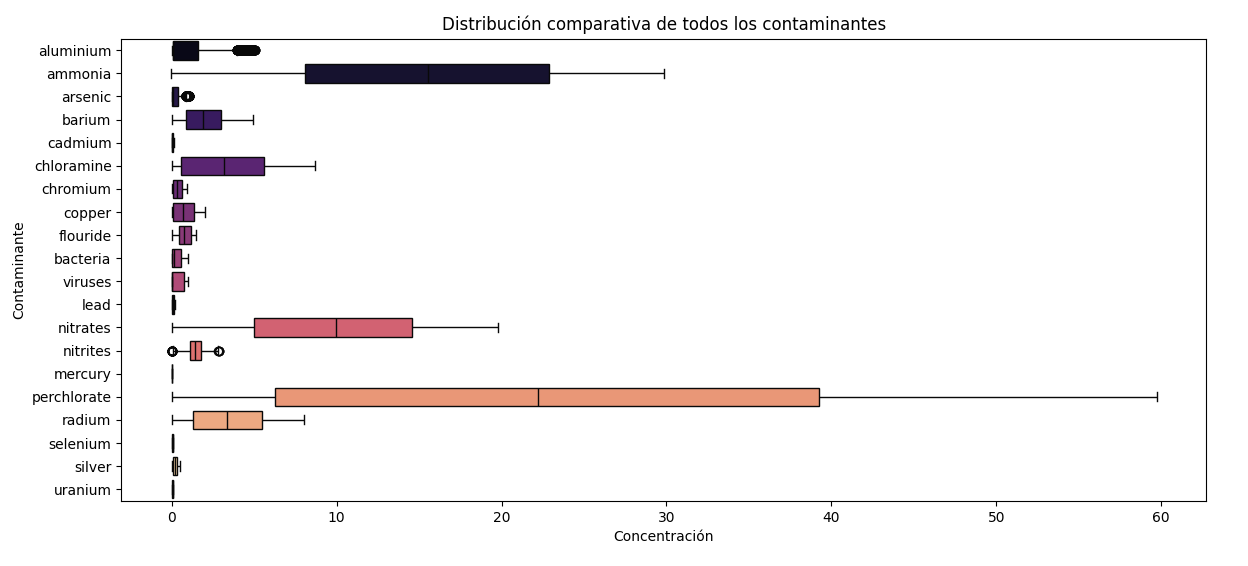 Distribución comparativa de todos los contaminantes
Contaminante
aluminium
ammonia
arsenic
barium
cadmium
chloramine
chromium
copper
flouride
bacteria
viruses
lead
nitrates
nitrites
mercury
perchlorate
radium
selenium
silver
uranium
0 10 20 30 40 50 60
Concentración